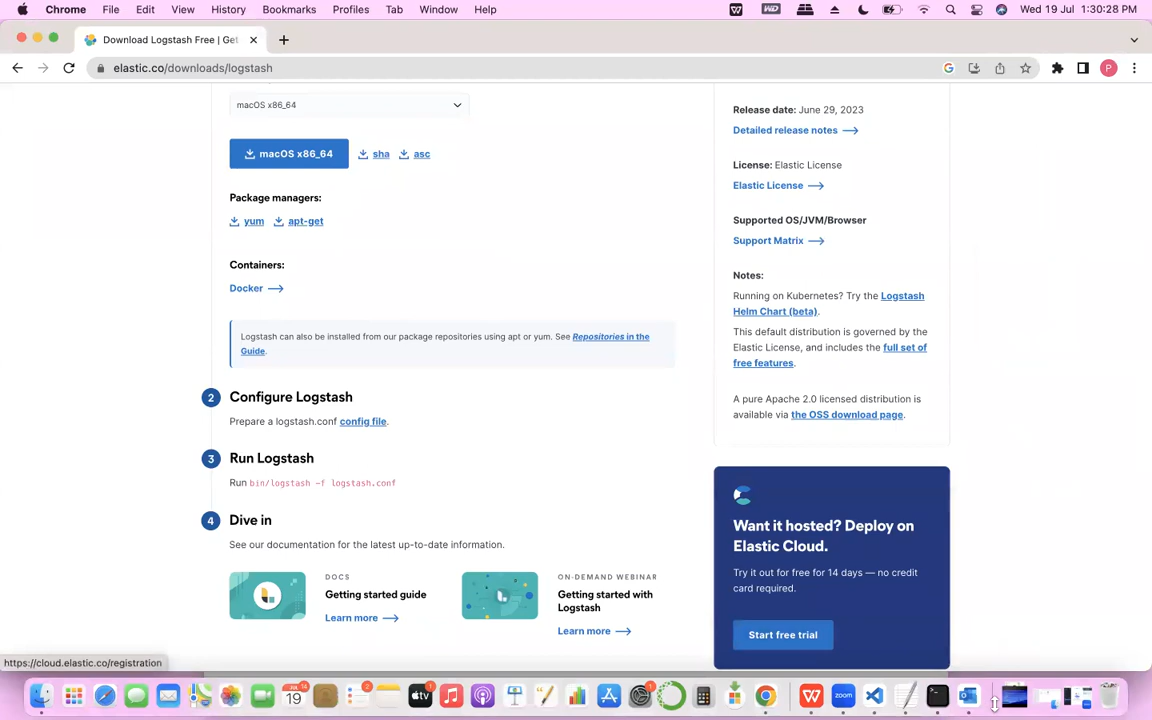 Chrome File Edit View History Bookmarks Profiles Tab Window Help Wed 19 Jul 1:30:28 PM
Download Logstash Free | Get
elastic.co/downloads/logstash
macOS x86_64
macOS x86_64 sha asc
Package managers:
yum apt-get
Containers:
Docker
Logstash can also be installed from our package repositories using apt or yum. See Repositories in the
Guide.
2 Configure Logstash
Prepare a logstash.conf config file.
3 Run Logstash
Run bin/logstash -f logstash.conf
4 Dive in
See our documentation for the latest up-to-date information.
DOCS
Getting started guide
Learn more
ON-DEMAND WEBINAR
Getting started with
Logstash
Learn more
Release date: June 29, 2023
Detailed release notes
License: Elastic License
Elastic License
Supported OS/JVM/Browser
Support Matrix
Notes:
Running on Kubernetes? Try the Logstash
Helm Chart (beta).
This default distribution is governed by the
Elastic License, and includes the full set of
free features.
A pure Apache 2.0 licensed distribution is
available via the OSS download page.
Want it hosted? Deploy on
Elastic Cloud.
Try it out for free for 14 days — no credit
card required.
Start free trial
https://cloud.elastic.co/registration
tv
19
zoom